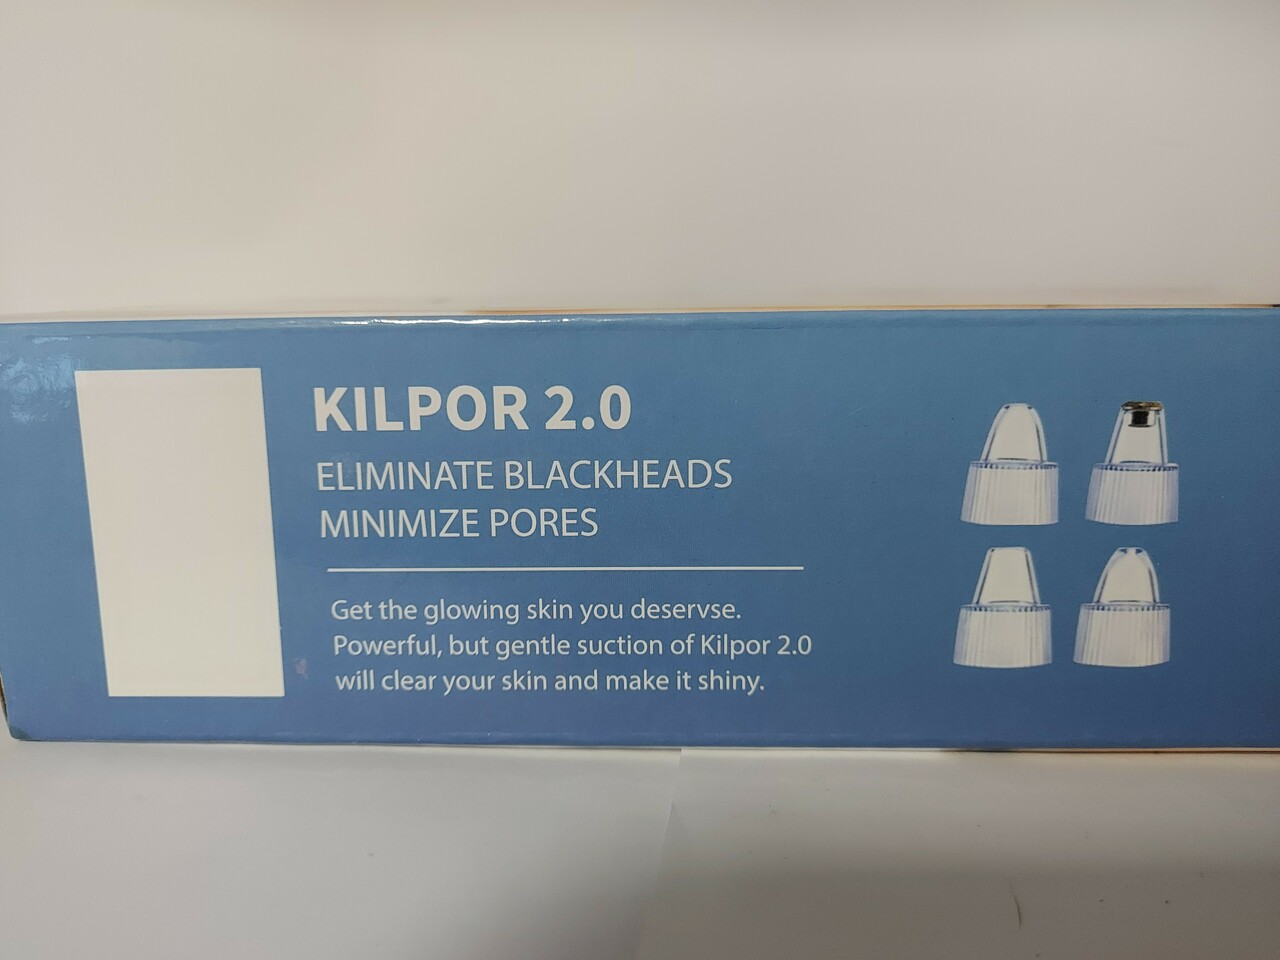 KILPOR 2.0
ELIMINATE BLACKHEADS
MINIMIZE PORES
Get the glowing skin you deservse.
Powerful, but gentle suction of Kilpor 2.0
will clear your skin and make it shiny.